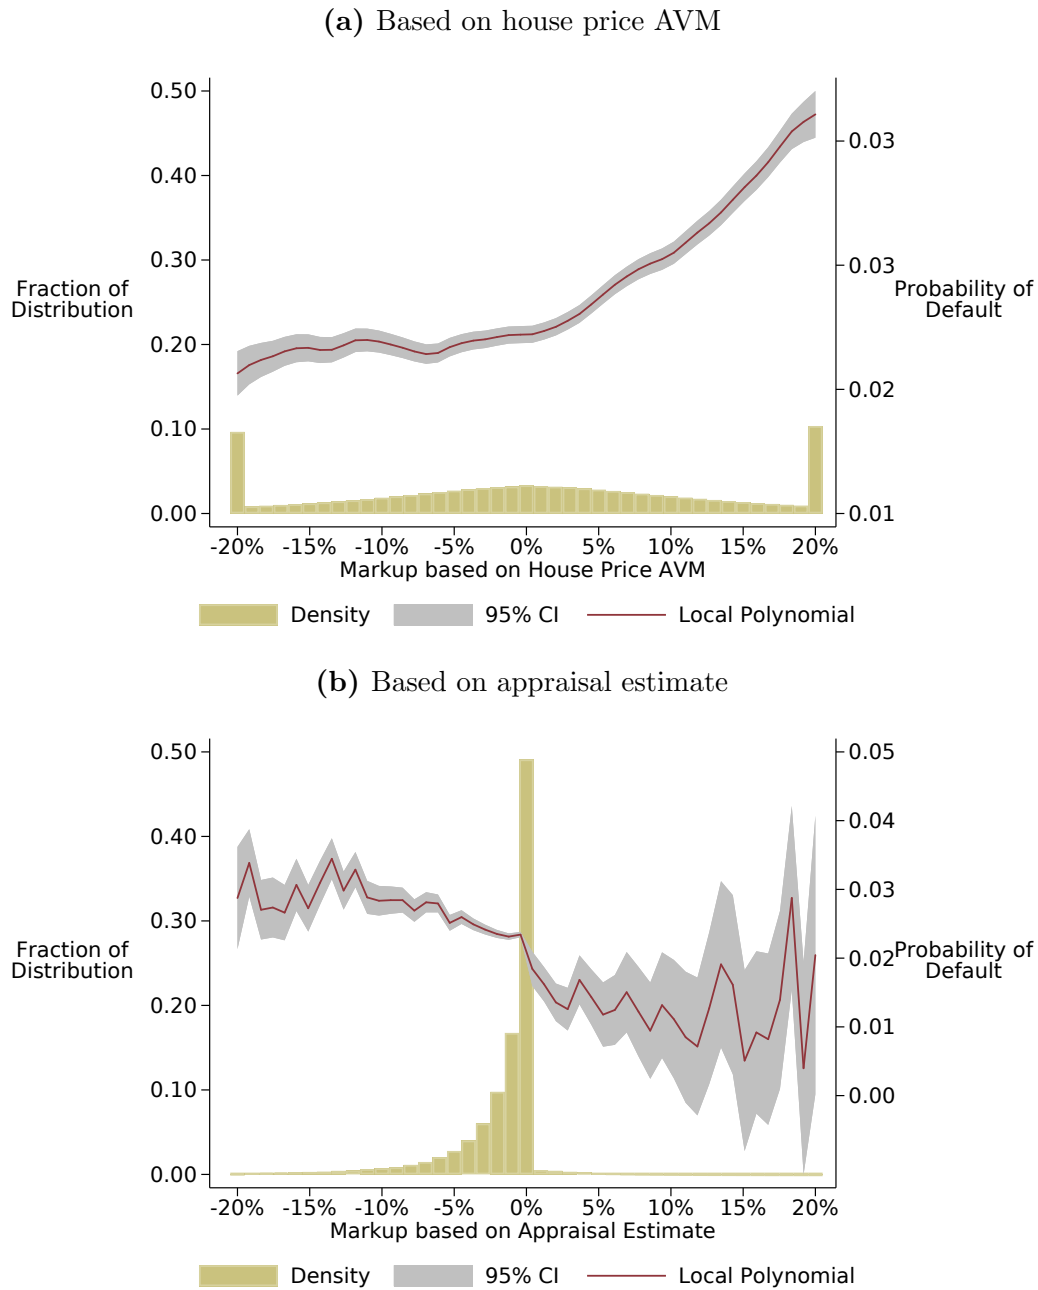 (a) Based on house price AVM
0.50
0.40
0.30
0.20
0.10
0.00
Fraction of
Distribution
0.03
0.03
0.02
0.01
Probability of
Default
-20% -15% -10% -5% 0% 5% 10% 15% 20%
Markup based on House Price AVM
Density 95% CI Local Polynomial
(b) Based on appraisal estimate
0.50
0.40
0.30
0.20
0.10
0.00
Fraction of
Distribution
0.05
0.04
0.03
0.02
0.01
0.00
Probability of
Default
-20% -15% -10% -5% 0% 5% 10% 15% 20%
Markup based on Appraisal Estimate
Density 95% CI Local Polynomial